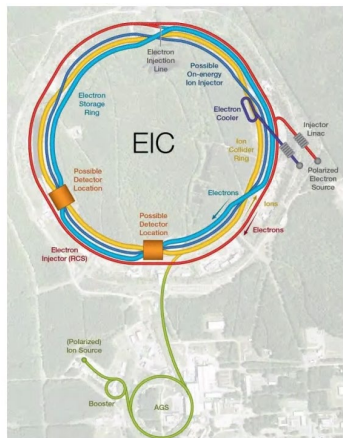 Electron
Injection
Line
Possible
On-energy
Ion Injector
Electron
Storage
Ring
Electron
Cooler
Injector
Linac
EIC
Ion
Collider
Ring
Polarized
Electron
Source
Possible
Detector
Location
Electrons
Ions
Possible
Detector
Location
Electrons
Electron
Injector (RCS)
(Polarized)
Ion Source
Booster
AGS